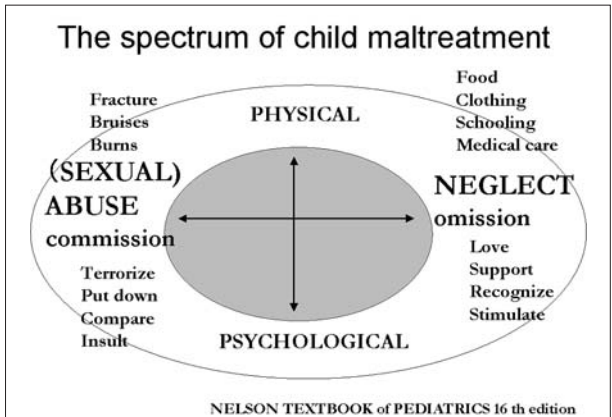 The spectrum of child maltreatment
Fracture
Bruises
Burns
PHYSICAL
Food
Clothing
Schooling
Medical care
(SEXUAL)
ABUSE
commission
NEGLECT
omission
Terrorize
Put down
Compare
Insult
Love
Support
Recognize
Stimulate
PSYCHOLOGICAL
NELSON TEXTBOOK of PEDIATRICS 16 th edition